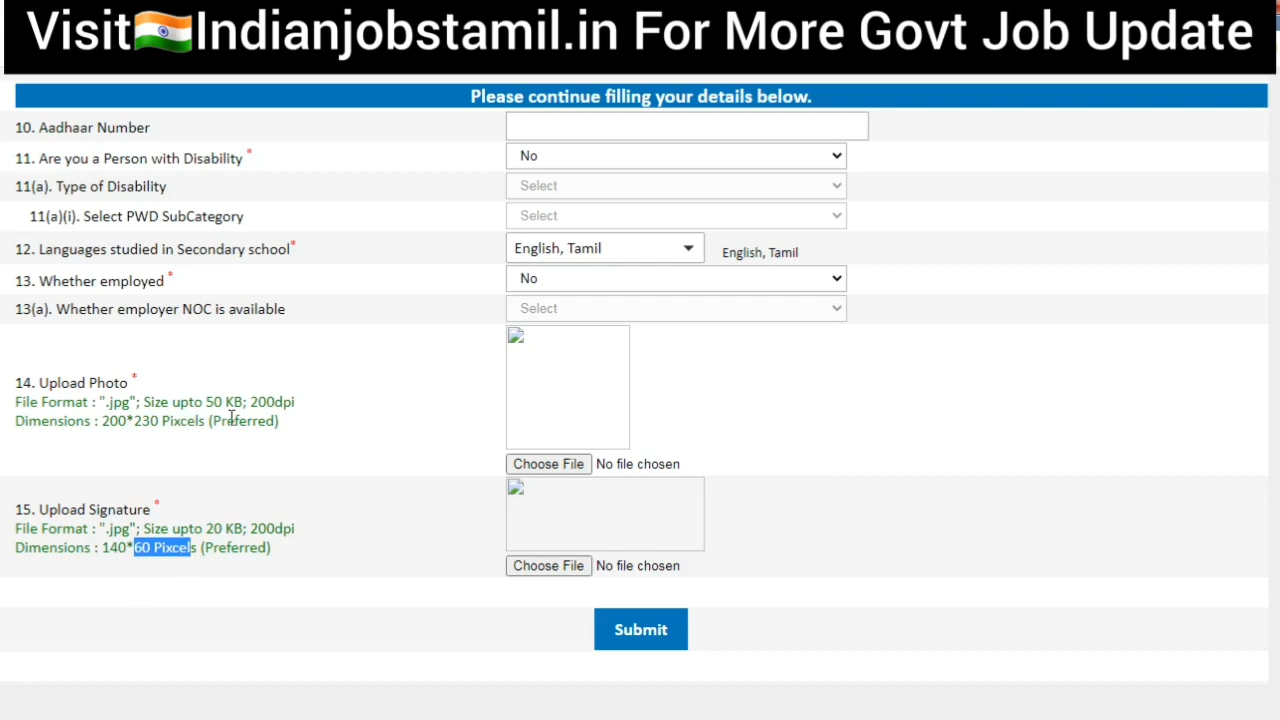 Visit🇮🇳Indianjobstamil.in For More Govt Job Update
Please continue filling your details below.
10. Aadhaar Number
11. Are you a Person with Disability * No
11(a). Type of Disability Select
11(a)(i). Select PWD SubCategory Select
12. Languages studied in Secondary school* English, Tamil English, Tamil
13. Whether employed * No
13(a). Whether employer NOC is available Select
14. Upload Photo *
File Format : ".jpg"; Size upto 50 KB; 200dpi
Dimensions : 200*230 Pixcels (Preferred)
Choose File No file chosen
15. Upload Signature *
File Format : ".jpg"; Size upto 20 KB; 200dpi
Dimensions : 140*60 Pixcels (Preferred)
Choose File No file chosen
Submit